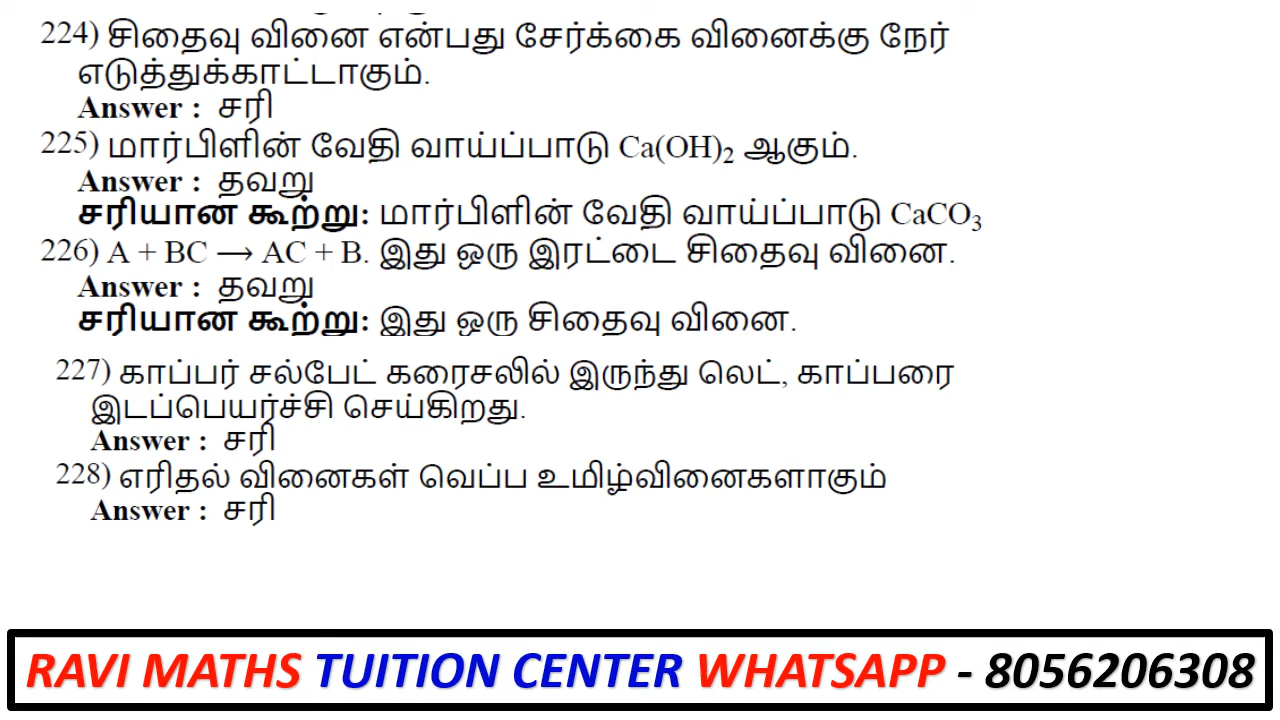 224) சிதைவு வினை என்பது சேர்க்கை வினைக்கு நேர்
எடுத்துக்காட்டாகும்.
Answer : சரி
225) மார்பிளின் வேதி வாய்ப்பாடு Ca(OH)₂ ஆகும்.
Answer : தவறு
சரியான கூற்று: மார்பிளின் வேதி வாய்ப்பாடு CaCO₃
226) A + BC ⟶ AC + B. இது ஒரு இரட்டை சிதைவு வினை.
Answer : தவறு
சரியான கூற்று: இது ஒரு சிதைவு வினை.
227) காப்பர் சல்பேட் கரைசலில் இருந்து லெட், காப்பரை
இடப்பெயர்ச்சி செய்கிறது.
Answer : சரி
228) எரிதல் வினைகள் வெப்ப உமிழ்வினைகளாகும்
Answer : சரி
RAVI MATHS TUITION CENTER WHATSAPP - 8056206308